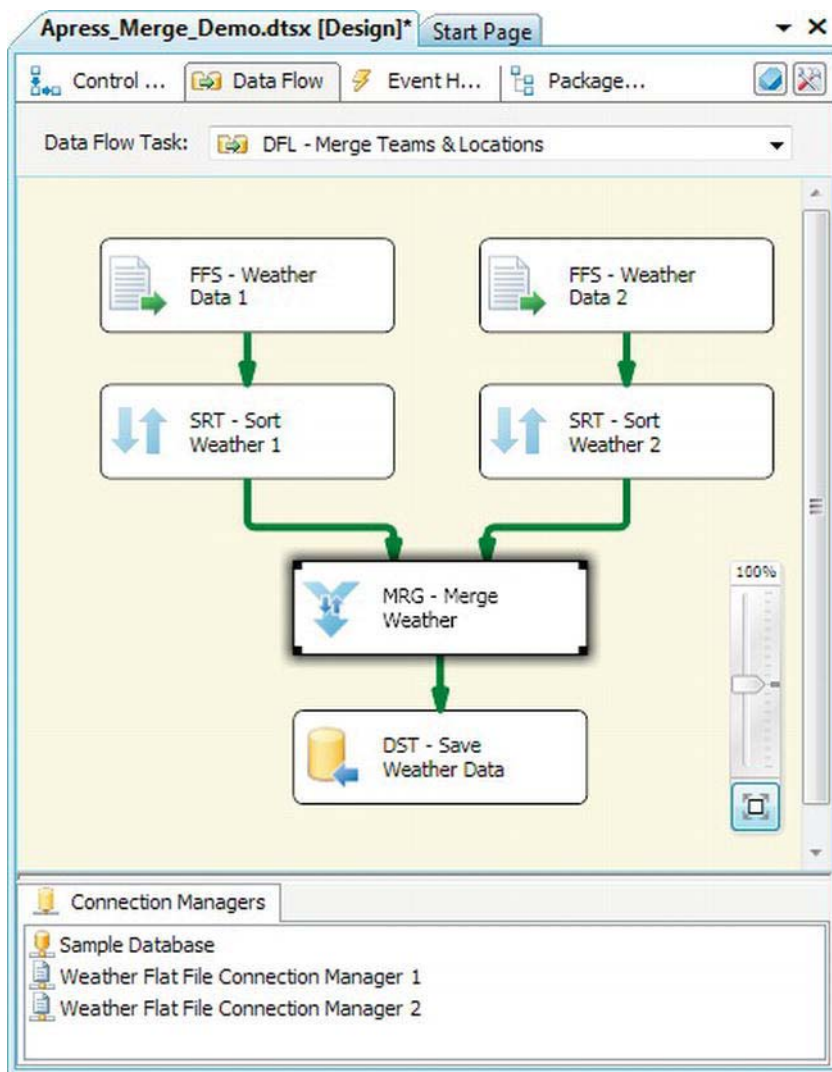 Apress_Merge_Demo.dtsx [Design]* Start Page
Control ... Data Flow Event H... Package...
Data Flow Task: DFL - Merge Teams & Locations
FFS - Weather
Data 1
FFS - Weather
Data 2
SRT - Sort
Weather 1
SRT - Sort
Weather 2
MRG - Merge
Weather
100%
DST - Save
Weather Data
Connection Managers
Sample Database
Weather Flat File Connection Manager 1
Weather Flat File Connection Manager 2